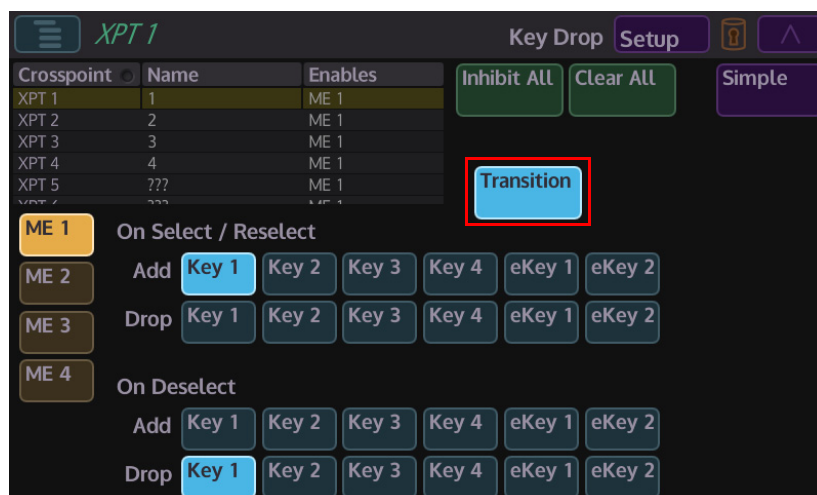 XPT 1 Key Drop Setup
Crosspoint Name Enables
Inhibit All Clear All Simple
XPT 1 1 ME 1
XPT 2 2 ME 1
XPT 3 3 ME 1
XPT 4 4 ME 1
XPT 5 ??? ME 1
Transition
ME 1
On Select / Reselect
ME 2
Add Key 1 Key 2 Key 3 Key 4 eKey 1 eKey 2
ME 3
Drop Key 1 Key 2 Key 3 Key 4 eKey 1 eKey 2
ME 4
On Deselect
Add Key 1 Key 2 Key 3 Key 4 eKey 1 eKey 2
Drop Key 1 Key 2 Key 3 Key 4 eKey 1 eKey 2